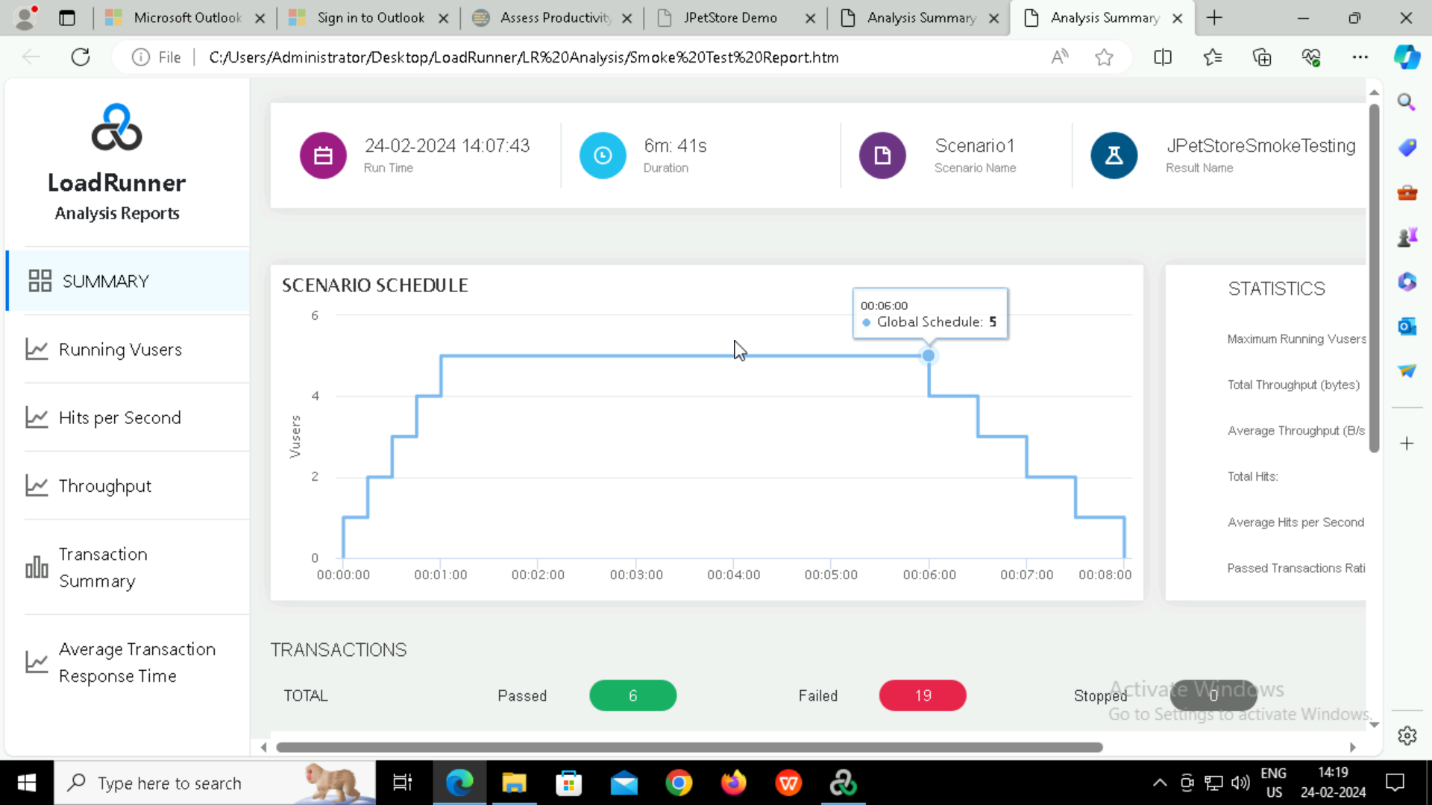 Microsoft Outlook
Sign in to Outlook
Assess Productivity
JPetStore Demo
Analysis Summary
Analysis Summary
File
C:/Users/Administrator/Desktop/LoadRunner/LR%20Analysis/Smoke%20Test%20Report.htm
LoadRunner
Analysis Reports
SUMMARY
Running Vusers
Hits per Second
Throughput
Transaction
Summary
Average Transaction
Response Time
24-02-2024 14:07:43
Run Time
6m: 41s
Duration
Scenario1
Scenario Name
JPetStoreSmokeTesting
Result Name
SCENARIO SCHEDULE
00:06:00
Global Schedule: 5
Vusers
6
4
2
0
00:00:00 00:01:00 00:02:00 00:03:00 00:04:00 00:05:00 00:06:00 00:07:00 00:08:00
STATISTICS
Maximum Running Vusers
Total Throughput (bytes)
Average Throughput (B/s
Total Hits:
Average Hits per Second
Passed Transactions Rati
TRANSACTIONS
TOTAL Passed 6 Failed 19 Stopped 0
Activate Windows
Go to Settings to activate Windows.
Type here to search
ENG
US
14:19
24-02-2024